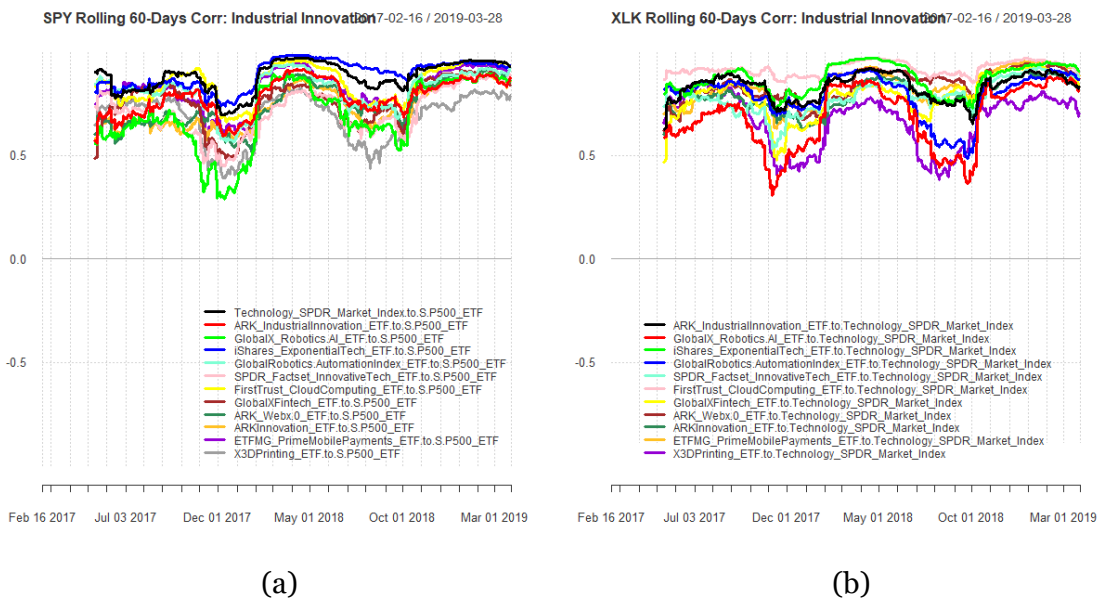 SPY Rolling 60-Days Corr: Industrial Innovation 2017-02-16 / 2019-03-28
0.5
0.0
-0.5
Technology_SPDR_Market_Index.to.S.P500_ETF
ARK_IndustrialInnovation_ETF.to.S.P500_ETF
GlobalX_Robotics.AI_ETF.to.S.P500_ETF
iShares_ExponentialTech_ETF.to.S.P500_ETF
GlobalRobotics.AutomationIndex_ETF.to.S.P500_ETF
SPDR_Factset_InnovativeTech_ETF.to.S.P500_ETF
FirstTrust_CloudComputing_ETF.to.S.P500_ETF
GlobalXFintech_ETF.to.S.P500_ETF
ARK_Webx.0_ETF.to.S.P500_ETF
ARKInnovation_ETF.to.S.P500_ETF
ETFMG_PrimeMobilePayments_ETF.to.S.P500_ETF
X3DPrinting_ETF.to.S.P500_ETF
Feb 16 2017 Jul 03 2017 Dec 01 2017 May 01 2018 Oct 01 2018 Mar 01 2019
(a)
XLK Rolling 60-Days Corr: Industrial Innovation 2017-02-16 / 2019-03-28
0.5
0.0
-0.5
ARK_IndustrialInnovation_ETF.to.Technology_SPDR_Market_Index
GlobalX_Robotics.AI_ETF.to.Technology_SPDR_Market_Index
iShares_ExponentialTech_ETF.to.Technology_SPDR_Market_Index
GlobalRobotics.AutomationIndex_ETF.to.Technology_SPDR_Market_Index
SPDR_Factset_InnovativeTech_ETF.to.Technology_SPDR_Market_Index
FirstTrust_CloudComputing_ETF.to.Technology_SPDR_Market_Index
GlobalXFintech_ETF.to.Technology_SPDR_Market_Index
ARK_Webx.0_ETF.to.Technology_SPDR_Market_Index
ARKInnovation_ETF.to.Technology_SPDR_Market_Index
ETFMG_PrimeMobilePayments_ETF.to.Technology_SPDR_Market_Index
X3DPrinting_ETF.to.Technology_SPDR_Market_Index
Feb 16 2017 Jul 03 2017 Dec 01 2017 May 01 2018 Oct 01 2018 Mar 01 2019
(b)